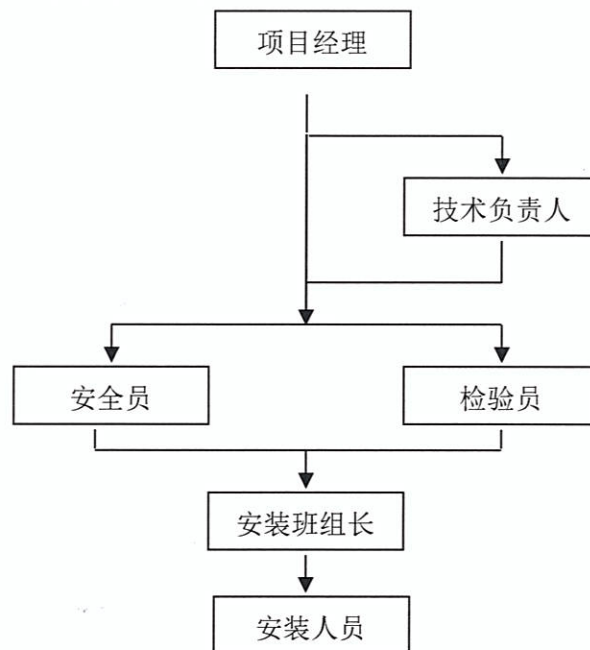 项目经理
技术负责人
安全员
检验员
安装班组长
安装人员